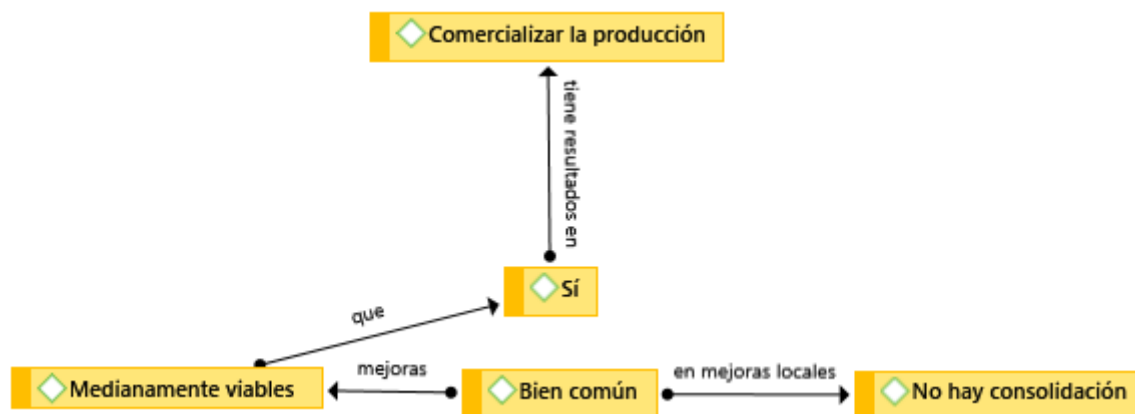 Comercializar la producción
tiene resultados en
Sí
que
Medianamente viables
mejoras
Bien común
en mejoras locales
No hay consolidación